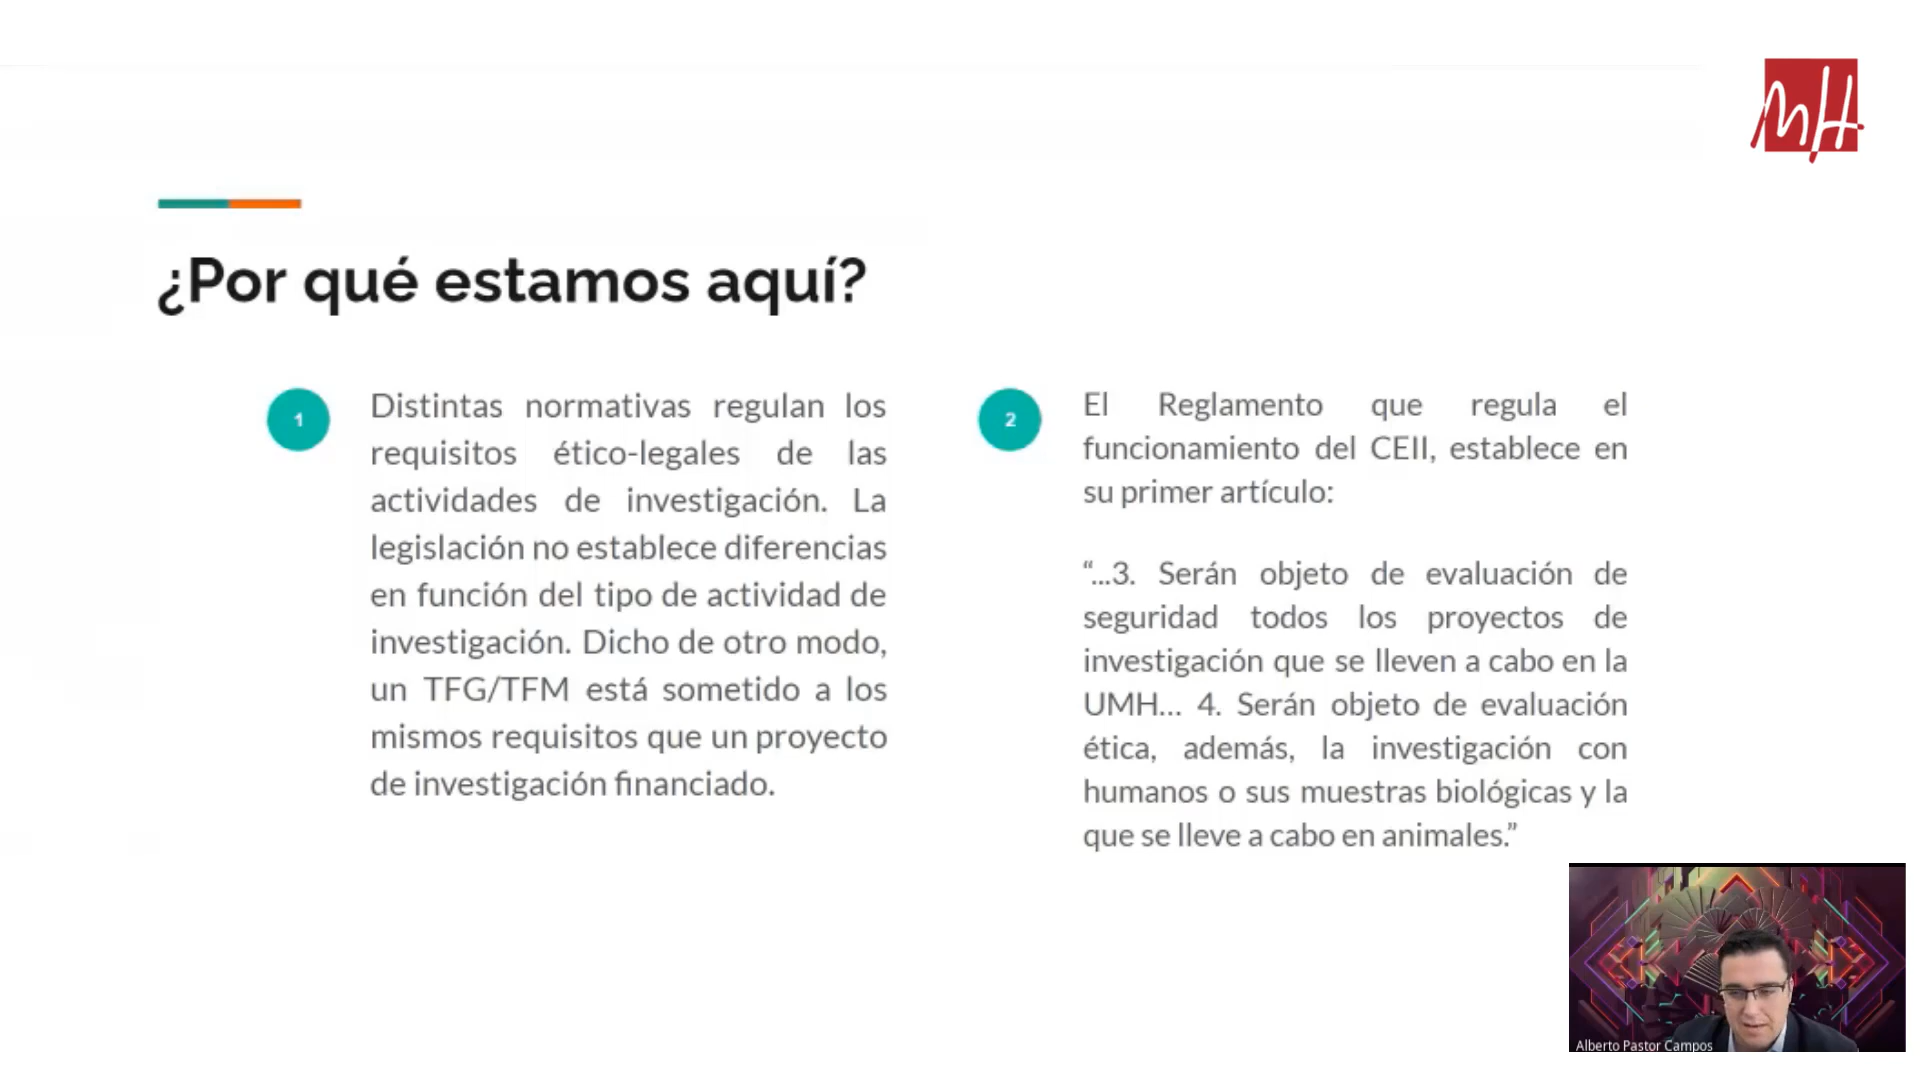 MH
¿Por qué estamos aquí?
1
Distintas normativas regulan los
requisitos ético-legales de las
actividades de investigación. La
legislación no establece diferencias
en función del tipo de actividad de
investigación. Dicho de otro modo,
un TFG/TFM está sometido a los
mismos requisitos que un proyecto
de investigación financiado.
2
El Reglamento que regula el
funcionamiento del CEII, establece en
su primer artículo:
“...3. Serán objeto de evaluación de
seguridad todos los proyectos de
investigación que se lleven a cabo en la
UMH... 4. Serán objeto de evaluación
ética, además, la investigación con
humanos o sus muestras biológicas y la
que se lleve a cabo en animales.”
Alberto Pastor Campos